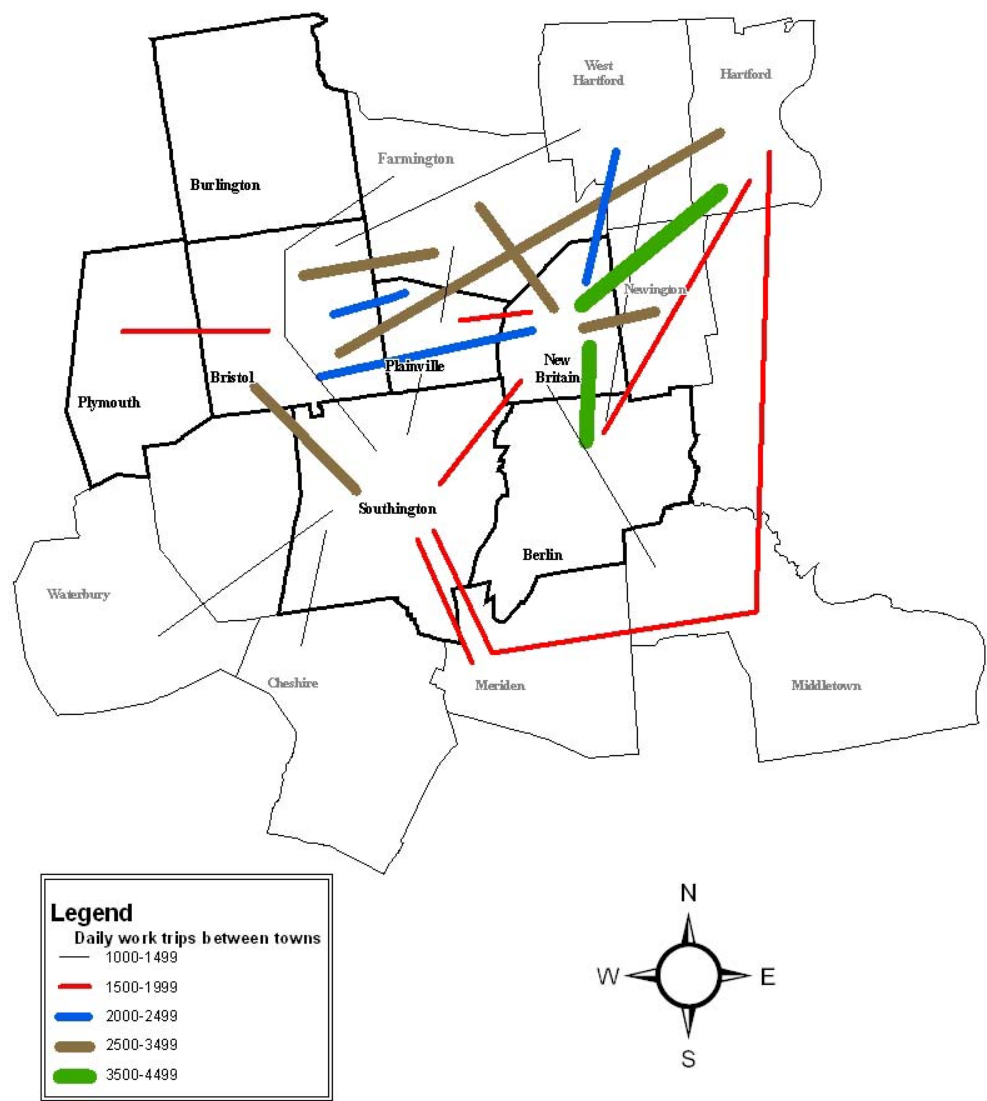 West
Hartford
Hartford
Farmington
Burlington
Newington
Plainville
New
Britain
Bristol
Plymouth
Southington
Berlin
Waterbury
Cheshire
Meriden
Middletown
Legend
Daily work trips between towns
1000-1499
1500-1999
2000-2499
2500-3499
3500-4499
N
W
E
S